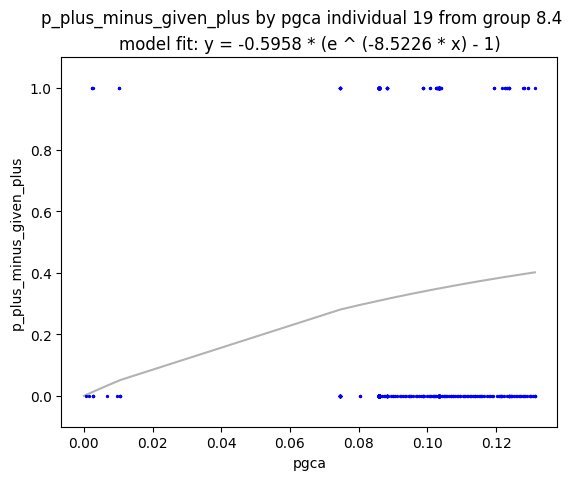 p_plus_minus_given_plus by pgca individual 19 from group 8.4
model fit: y = -0.5958 * (e ^ (-8.5226 * x) - 1)
1.0
0.8
0.6
0.4
0.2
0.0
p_plus_minus_given_plus
0.00 0.02 0.04 0.06 0.08 0.10 0.12
pgca